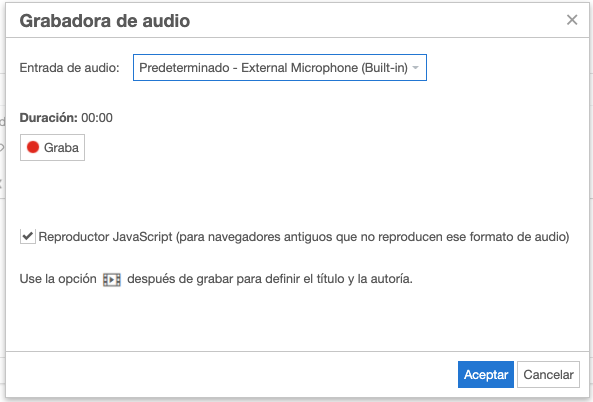 Grabadora de audio
Entrada de audio: Predeterminado - External Microphone (Built-in)
Duración: 00:00
Graba
Reproductor JavaScript (para navegadores antiguos que no reproducen ese formato de audio)
Use la opción después de grabar para definir el título y la autoría.
Aceptar Cancelar